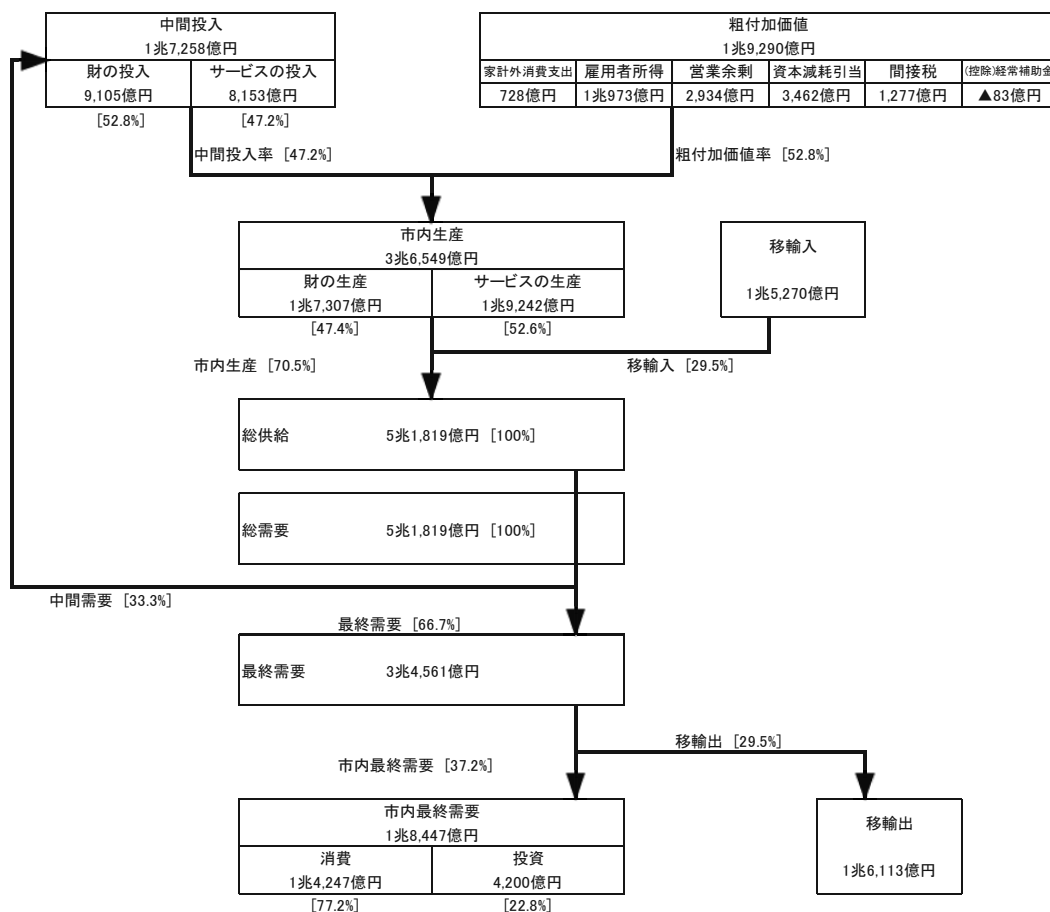 中間投入
1兆7,258億円
財の投入
9,105億円
[52.8%]
サービスの投入
8,153億円
[47.2%]
粗付加価値
1兆9,290億円
家計外消費支出 雇用者所得 営業余剰 資本減耗引当 間接税 (控除)経常補助金
728億円 1兆973億円 2,934億円 3,462億円 1,277億円 ▲83億円
中間投入率 [47.2%]
粗付加価値率 [52.8%]
市内生産
3兆6,549億円
財の生産
1兆7,307億円
[47.4%]
サービスの生産
1兆9,242億円
[52.6%]
移輸入
1兆5,270億円
市内生産 [70.5%]
移輸入 [29.5%]
総供給 5兆1,819億円 [100%]
総需要 5兆1,819億円 [100%]
中間需要 [33.3%]
最終需要 [66.7%]
最終需要 3兆4,561億円
移輸出 [29.5%]
市内最終需要 [37.2%]
市内最終需要
1兆8,447億円
消費
1兆4,247億円
[77.2%]
投資
4,200億円
[22.8%]
移輸出
1兆6,113億円